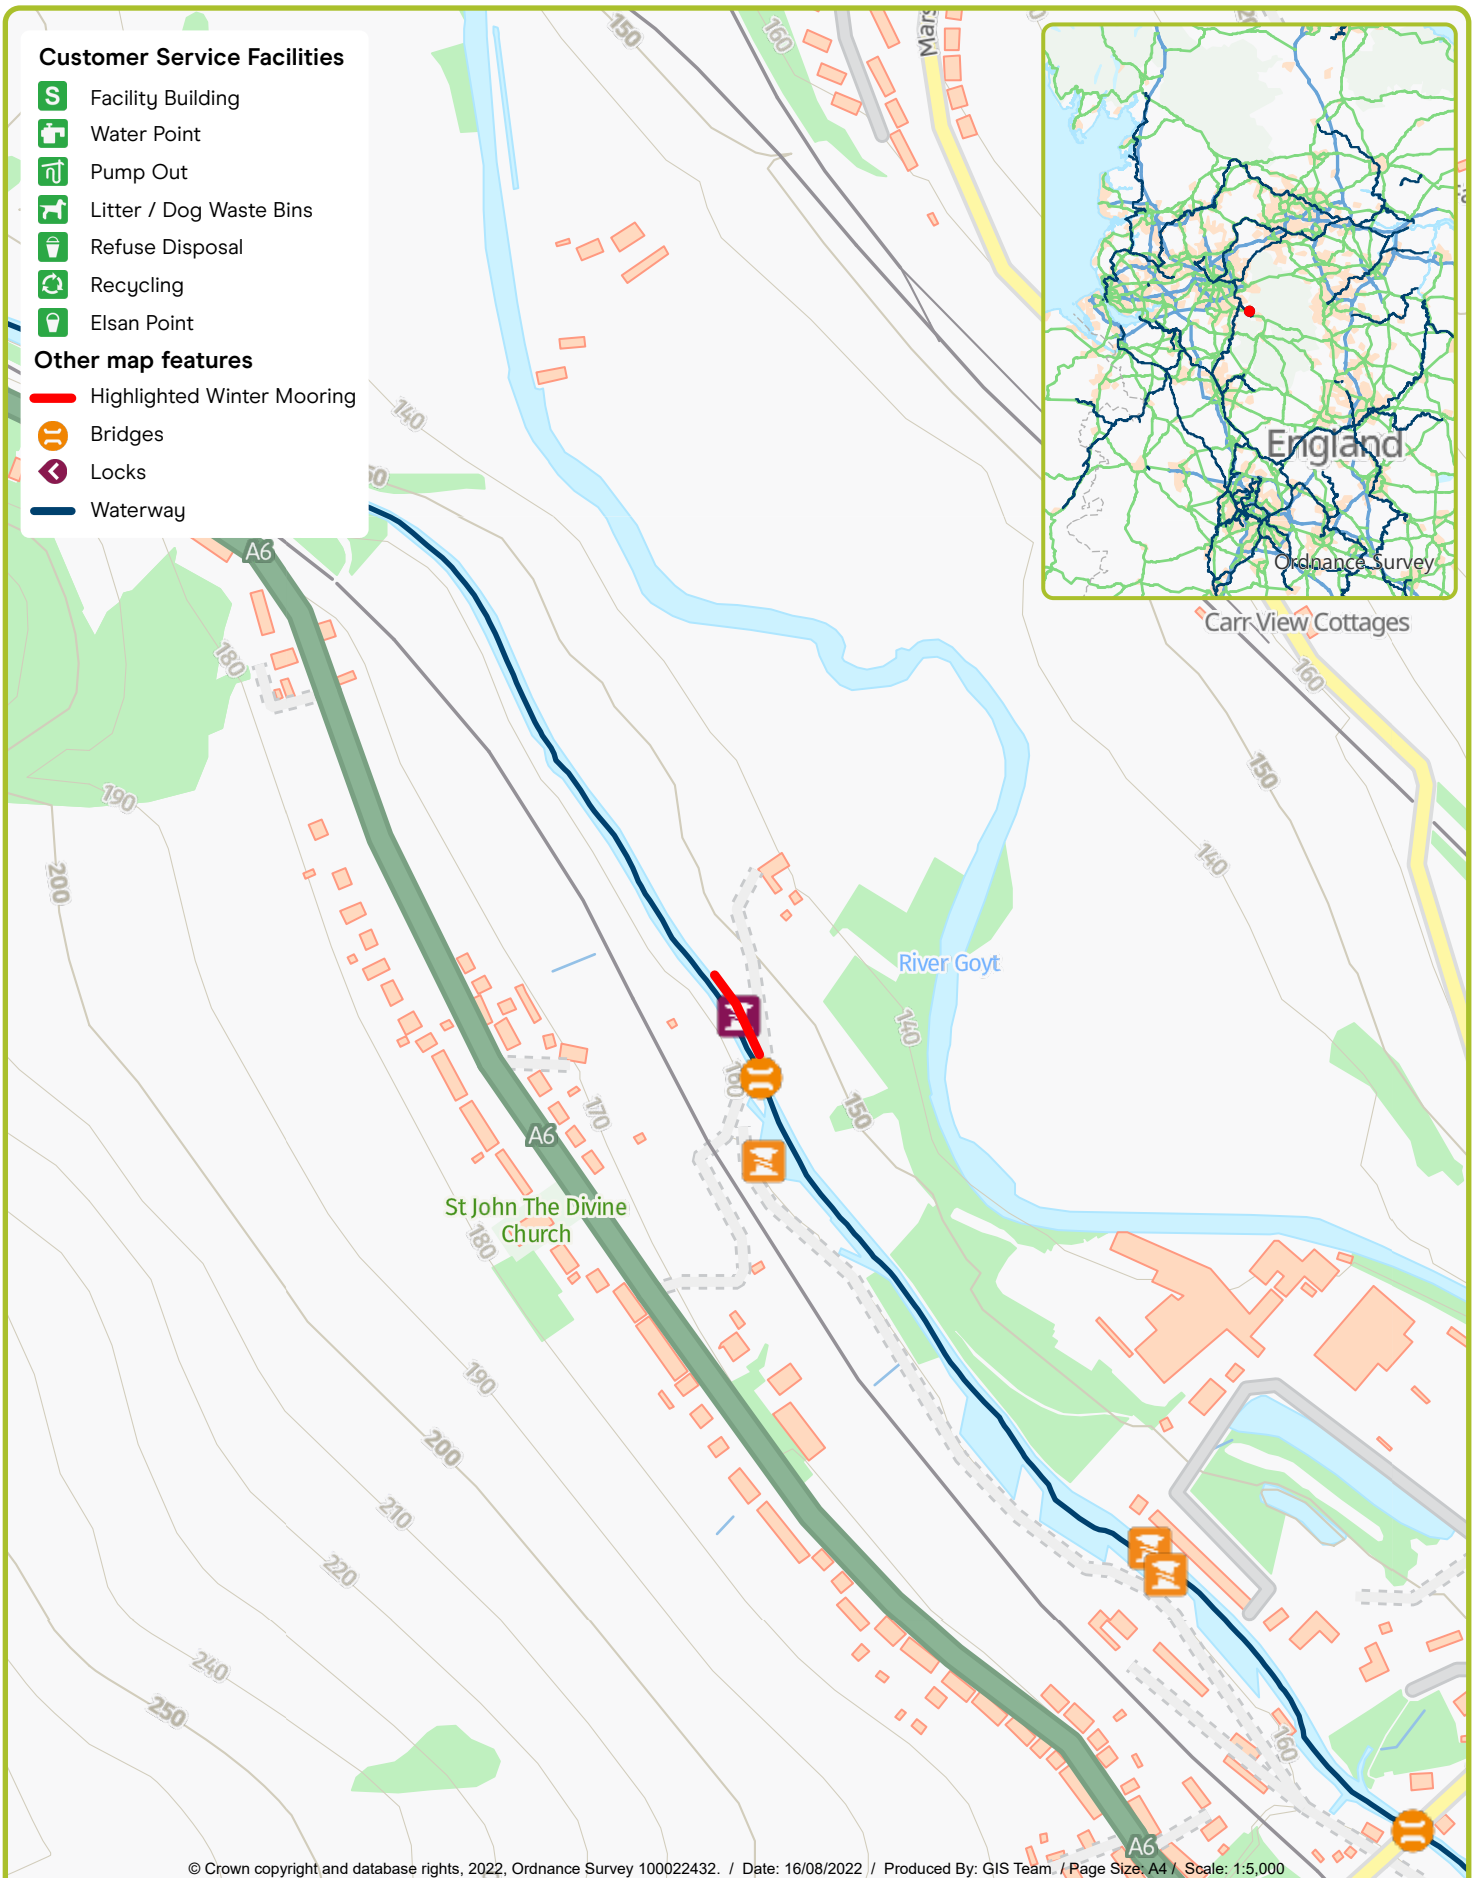 Customer Service Facilities
S
Facility Building
Water Point
Pump Out
Litter / Dog Waste Bins
Refuse Disposal
Recycling
Elsan Point
Other map features
Highlighted Winter Mooring
Bridges
Locks
Waterway
150
160
Mars
England
Ordnance Survey
Carr View Cottages
160
150
140
140
50
A6
180
190
200
River Goyt
140
150
160
170
A6
St John The Divine
Church
180
190
200
210
220
240
250
160
A6
© Crown copyright and database rights, 2022, Ordnance Survey 100022432. / Date: 16/08/2022 / Produced By: GIS Team / Page Size: A4 / Scale: 1:5,000